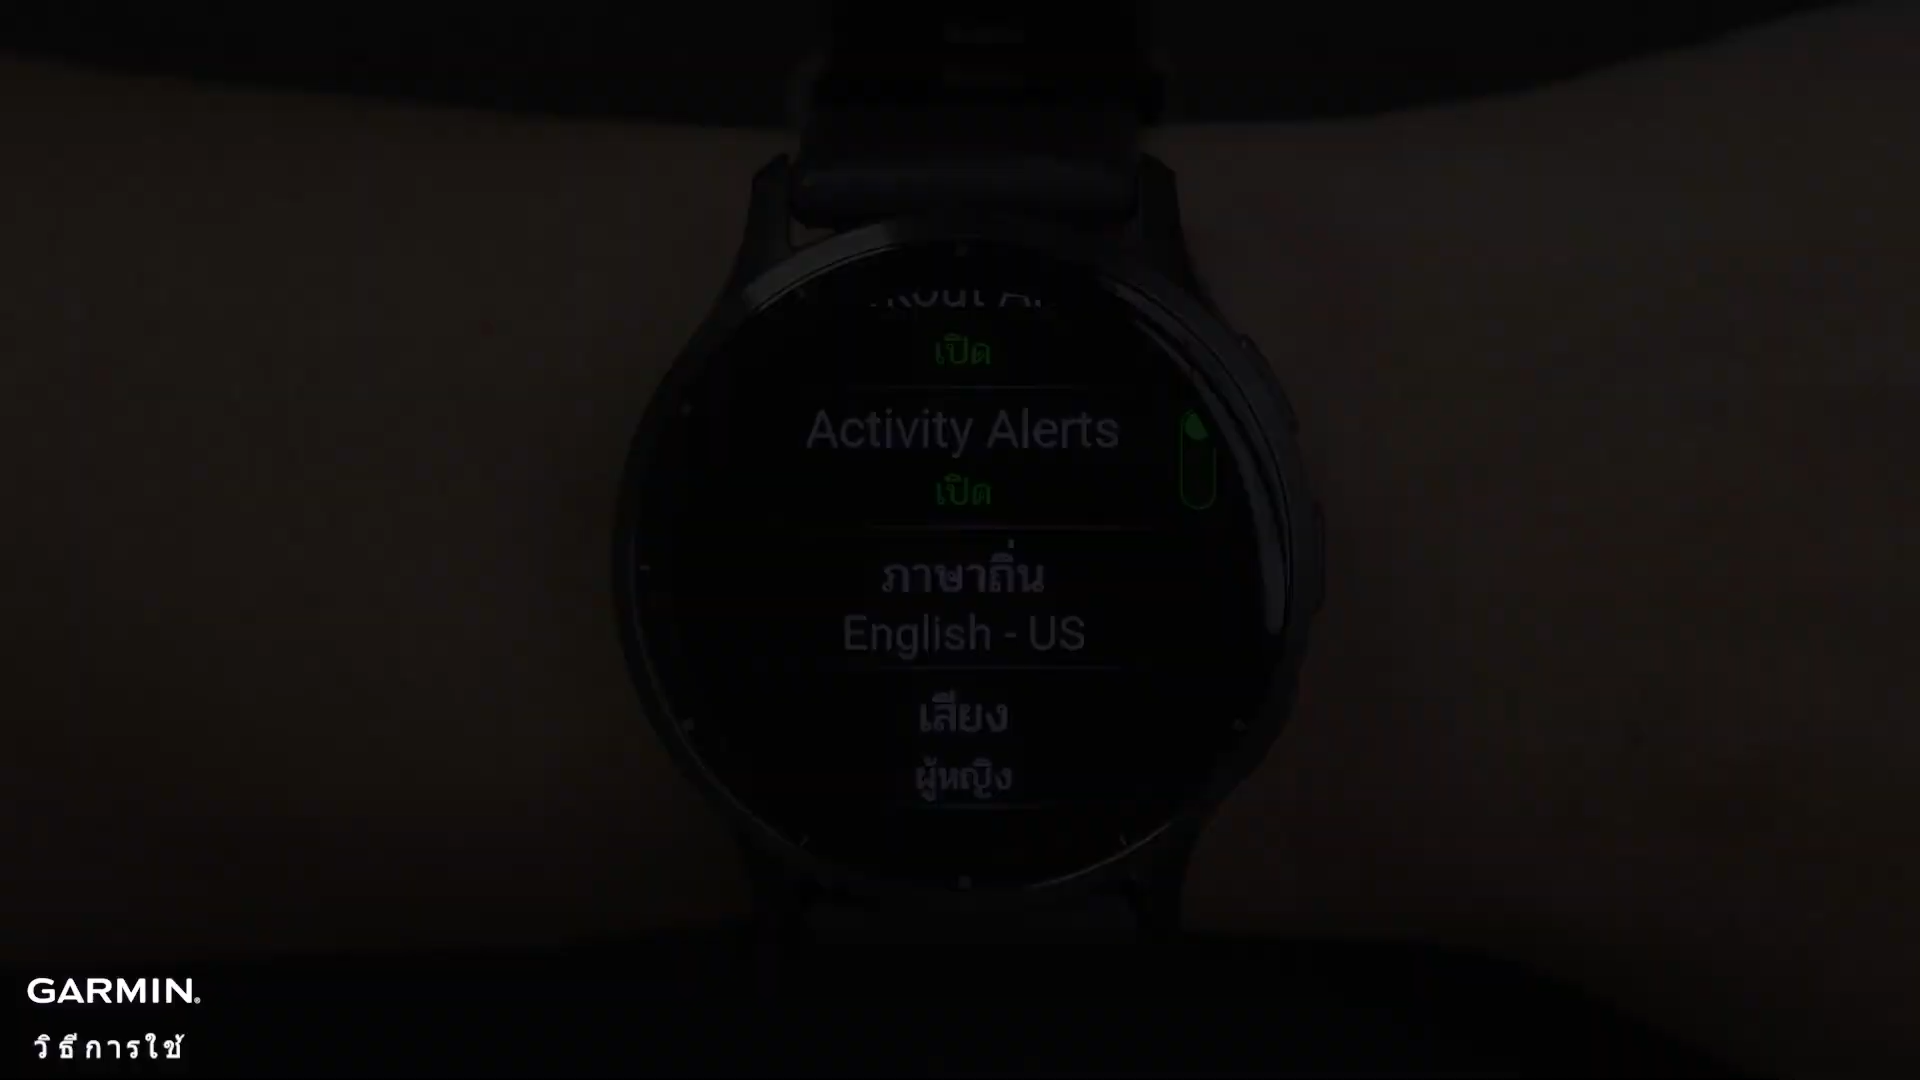 เปิด
Activity Alerts
เปิด
ภาษาถิ่น
English - US
เสียง
ผู้หญิง
GARMIN
วิธีการใช้